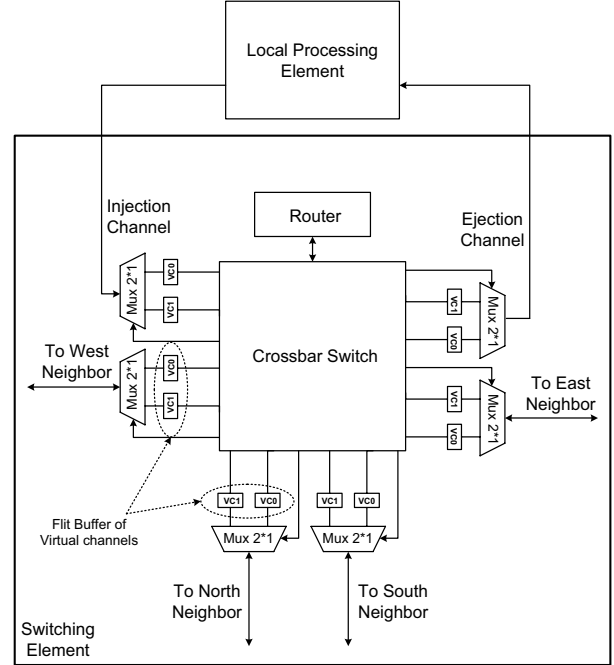 Local Processing
Element
Injection
Channel
Router
Ejection
Channel
Mux 2*1
VC0
VC1
Crossbar Switch
VC1
VC0
Mux 2*1
To West
Neighbor
Mux 2*1
VC0
VC1
VC1
VC0
Mux 2*1
To East
Neighbor
Flit Buffer of
Virtual channels
VC1
VC0
VC1
VC0
Mux 2*1
Mux 2*1
To North
Neighbor
To South
Neighbor
Switching
Element